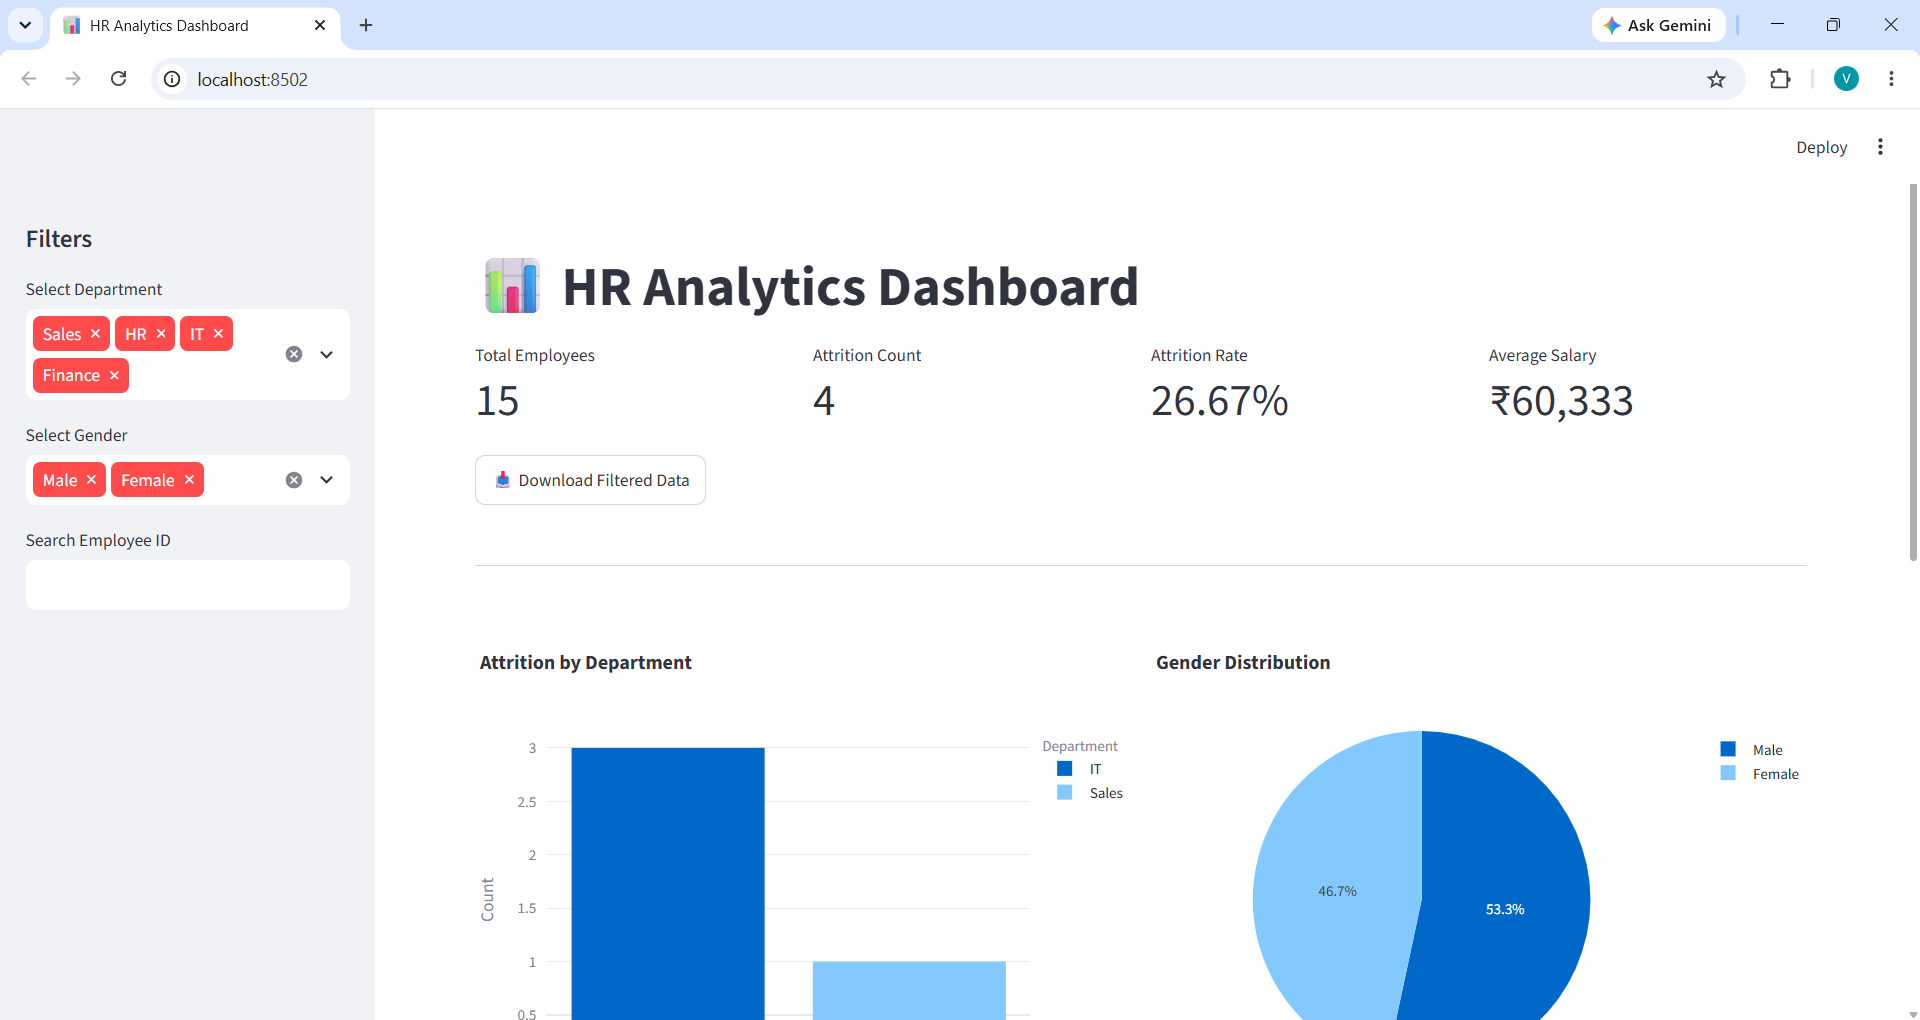 HR Analytics Dashboard
Ask Gemini
localhost:8502
V
Deploy
Filters
Select Department
Sales
HR
IT
Finance
Select Gender
Male
Female
Search Employee ID
HR Analytics Dashboard
Total Employees
15
Attrition Count
4
Attrition Rate
26.67%
Average Salary
₹60,333
Download Filtered Data
Attrition by Department
3
2.5
2
1.5
1
0.5
Count
Department
IT
Sales
Gender Distribution
46.7%
53.3%
Male
Female